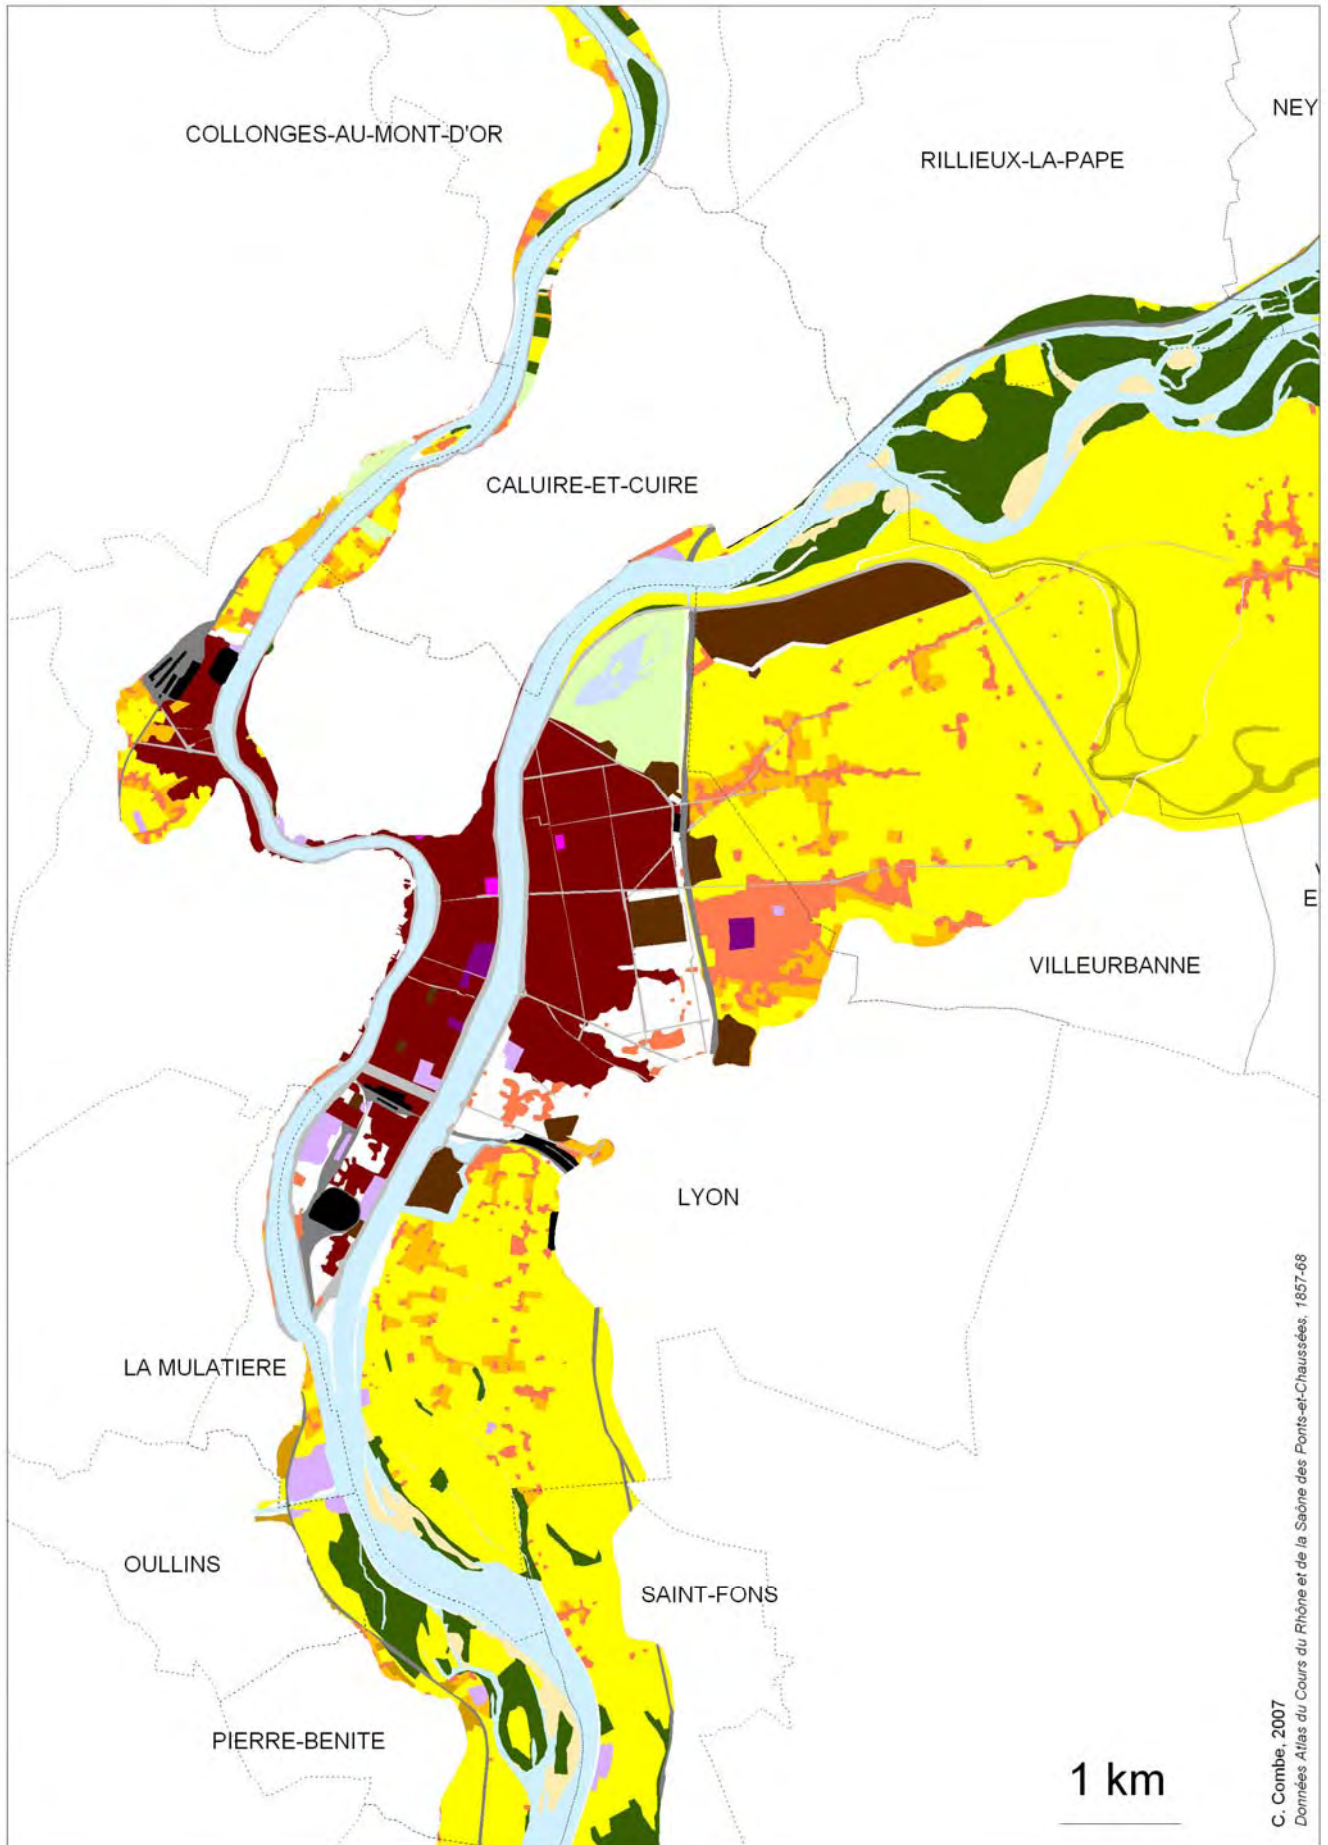 NEY
COLLONGES-AU-MONT-D'OR
RILLIEUX-LA-PAPE
CALUIRE-ET-CUIRE
E
VILLEURBANNE
LYON
LA MULATIERE
OULLINS
SAINT-FONS
PIERRE-BENITE
1 km
C. Combe, 2007
Données Atlas du Cours du Rhône et de la Saône des Ponts-et-Chaussées, 1857-68